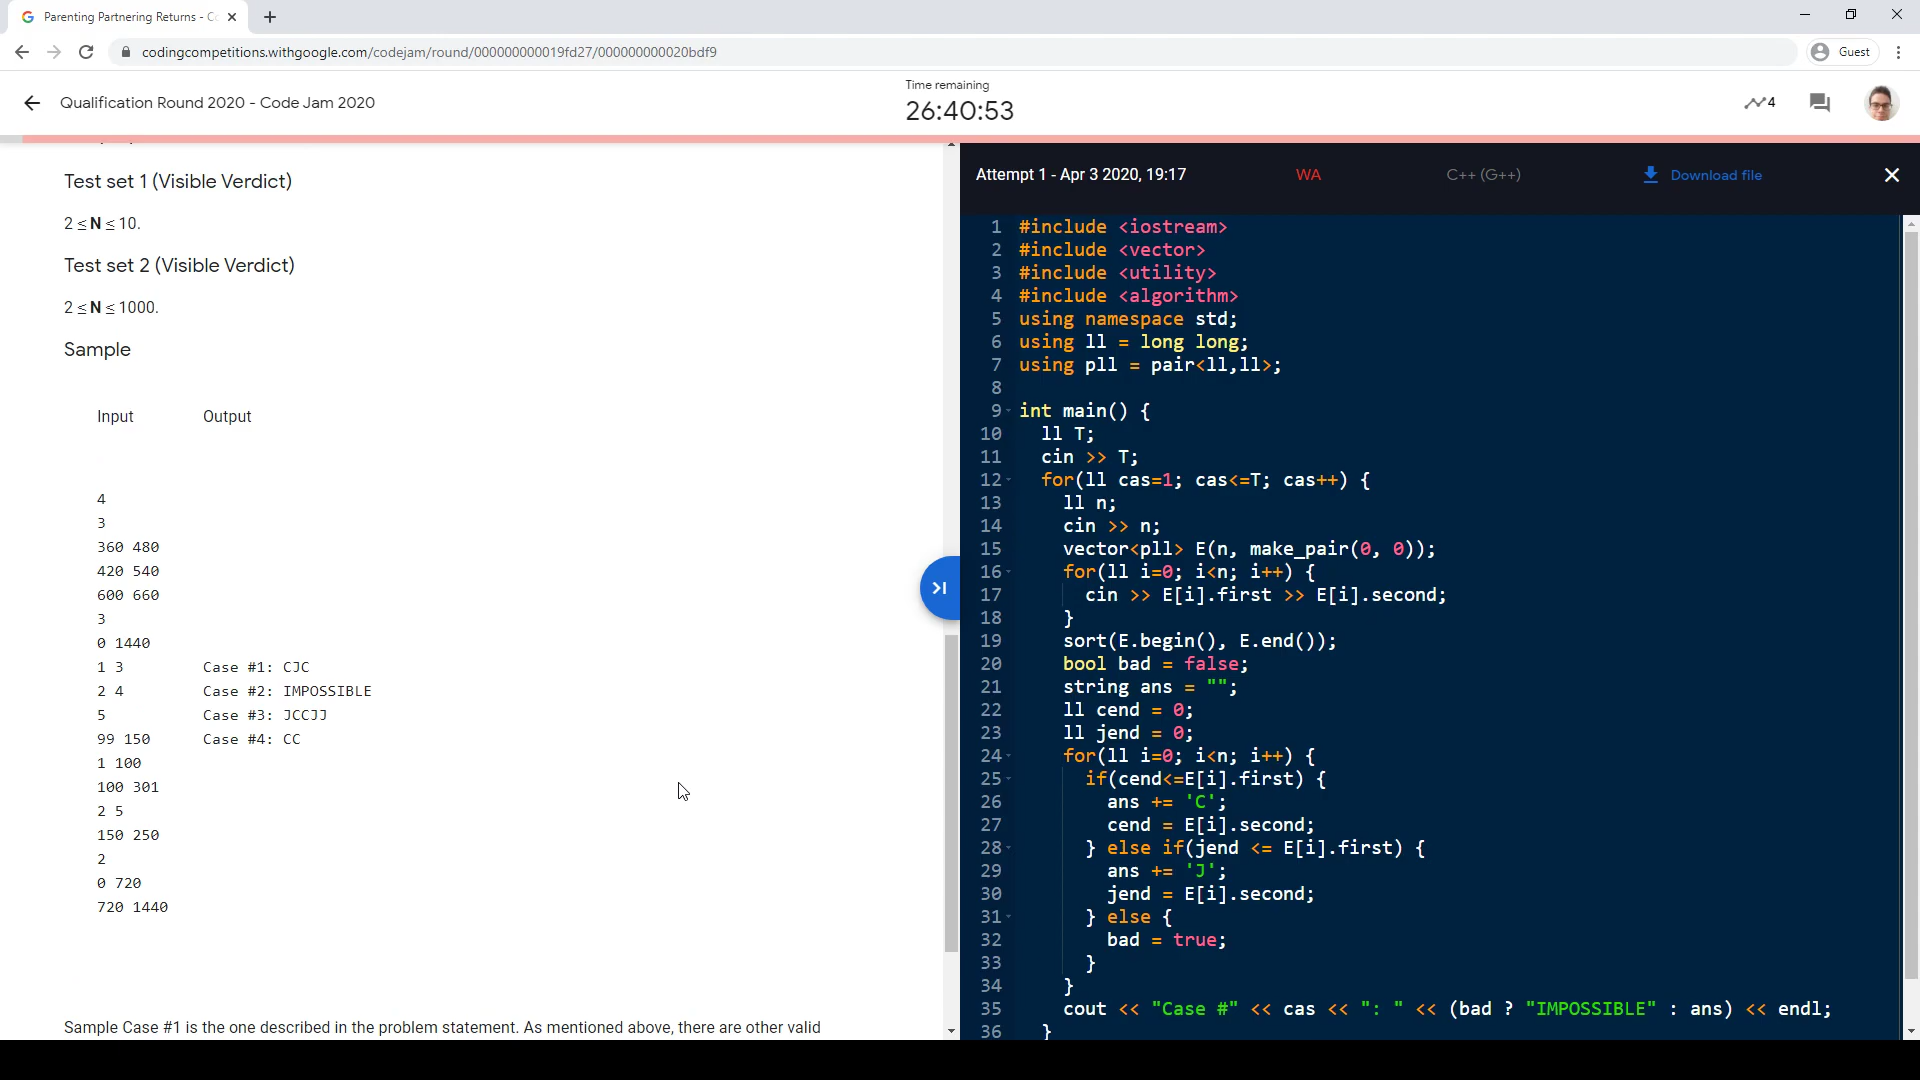 Parenting Partnering Returns - Co
codingcompetitions.withgoogle.com/codejam/round/000000000019fd27/000000000020bdf9
Guest
Qualification Round 2020 - Code Jam 2020
Time remaining
26:40:53
4
Test set 1 (Visible Verdict)
2 ≤ N ≤ 10.
Test set 2 (Visible Verdict)
2 ≤ N ≤ 1000.
Sample
Input Output
4
3
360 480
420 540
600 660
3
0 1440
1 3 Case #1: CJC
2 4 Case #2: IMPOSSIBLE
5 Case #3: JCCJJ
99 150 Case #4: CC
1 100
100 301
2 5
150 250
2
0 720
720 1440
Sample Case #1 is the one described in the problem statement. As mentioned above, there are other valid
Attempt 1 - Apr 3 2020, 19:17 WA C++ (G++) Download file
1 #include <iostream>
2 #include <vector>
3 #include <utility>
4 #include <algorithm>
5 using namespace std;
6 using ll = long long;
7 using pll = pair<ll,ll>;
8
9 int main() {
10 ll T;
11 cin >> T;
12 for(ll cas=1; cas<=T; cas++) {
13 ll n;
14 cin >> n;
15 vector<pll> E(n, make_pair(0, 0));
16 for(ll i=0; i<n; i++) {
17 cin >> E[i].first >> E[i].second;
18 }
19 sort(E.begin(), E.end());
20 bool bad = false;
21 string ans = "";
22 ll cend = 0;
23 ll jend = 0;
24 for(ll i=0; i<n; i++) {
25 if(cend<=E[i].first) {
26 ans += 'C';
27 cend = E[i].second;
28 } else if(jend <= E[i].first) {
29 ans += 'J';
30 jend = E[i].second;
31 } else {
32 bad = true;
33 }
34 }
35 cout << "Case #" << cas << ": " << (bad ? "IMPOSSIBLE" : ans) << endl;
36 }